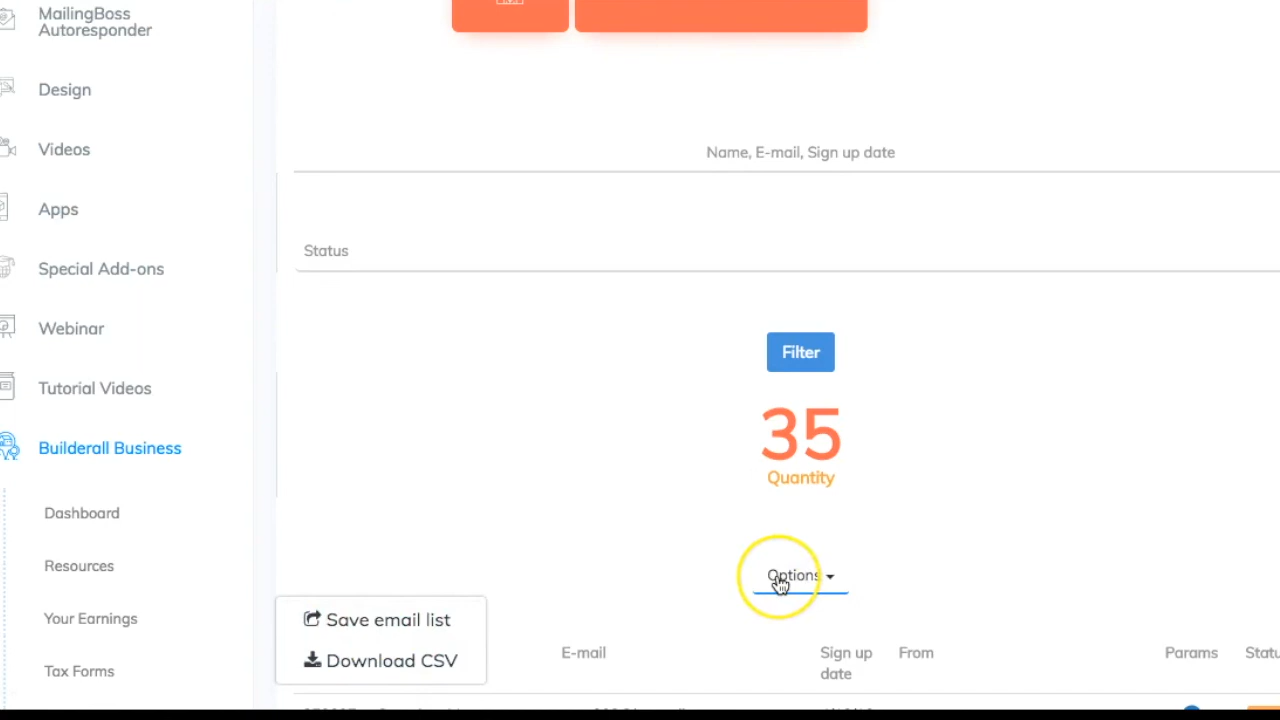 MailingBoss
Autoresponder
Design
Videos
Apps
Special Add-ons
Webinar
Tutorial Videos
Builderall Business
Dashboard
Resources
Your Earnings
Tax Forms
Name, E-mail, Sign up date
Status
Filter
35
Quantity
Options
Save email list
Download CSV
E-mail
Sign up
date
From
Params
Statu